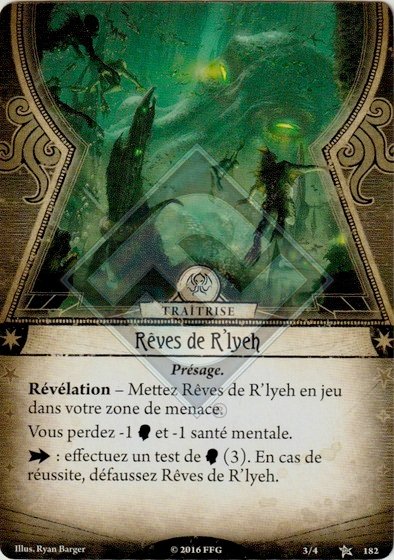 TRAÎTRISE
Rêves de R'lyeh
Présage.
Révélation – Mettez Rêves de R'lyeh en jeu
dans votre zone de menace.
Vous perdez -1 et -1 santé mentale.
: effectuez un test de (3). En cas de
réussite, défaussez Rêves de R'lyeh.
Illus. Ryan Barger © 2016 FFG 3/4 182